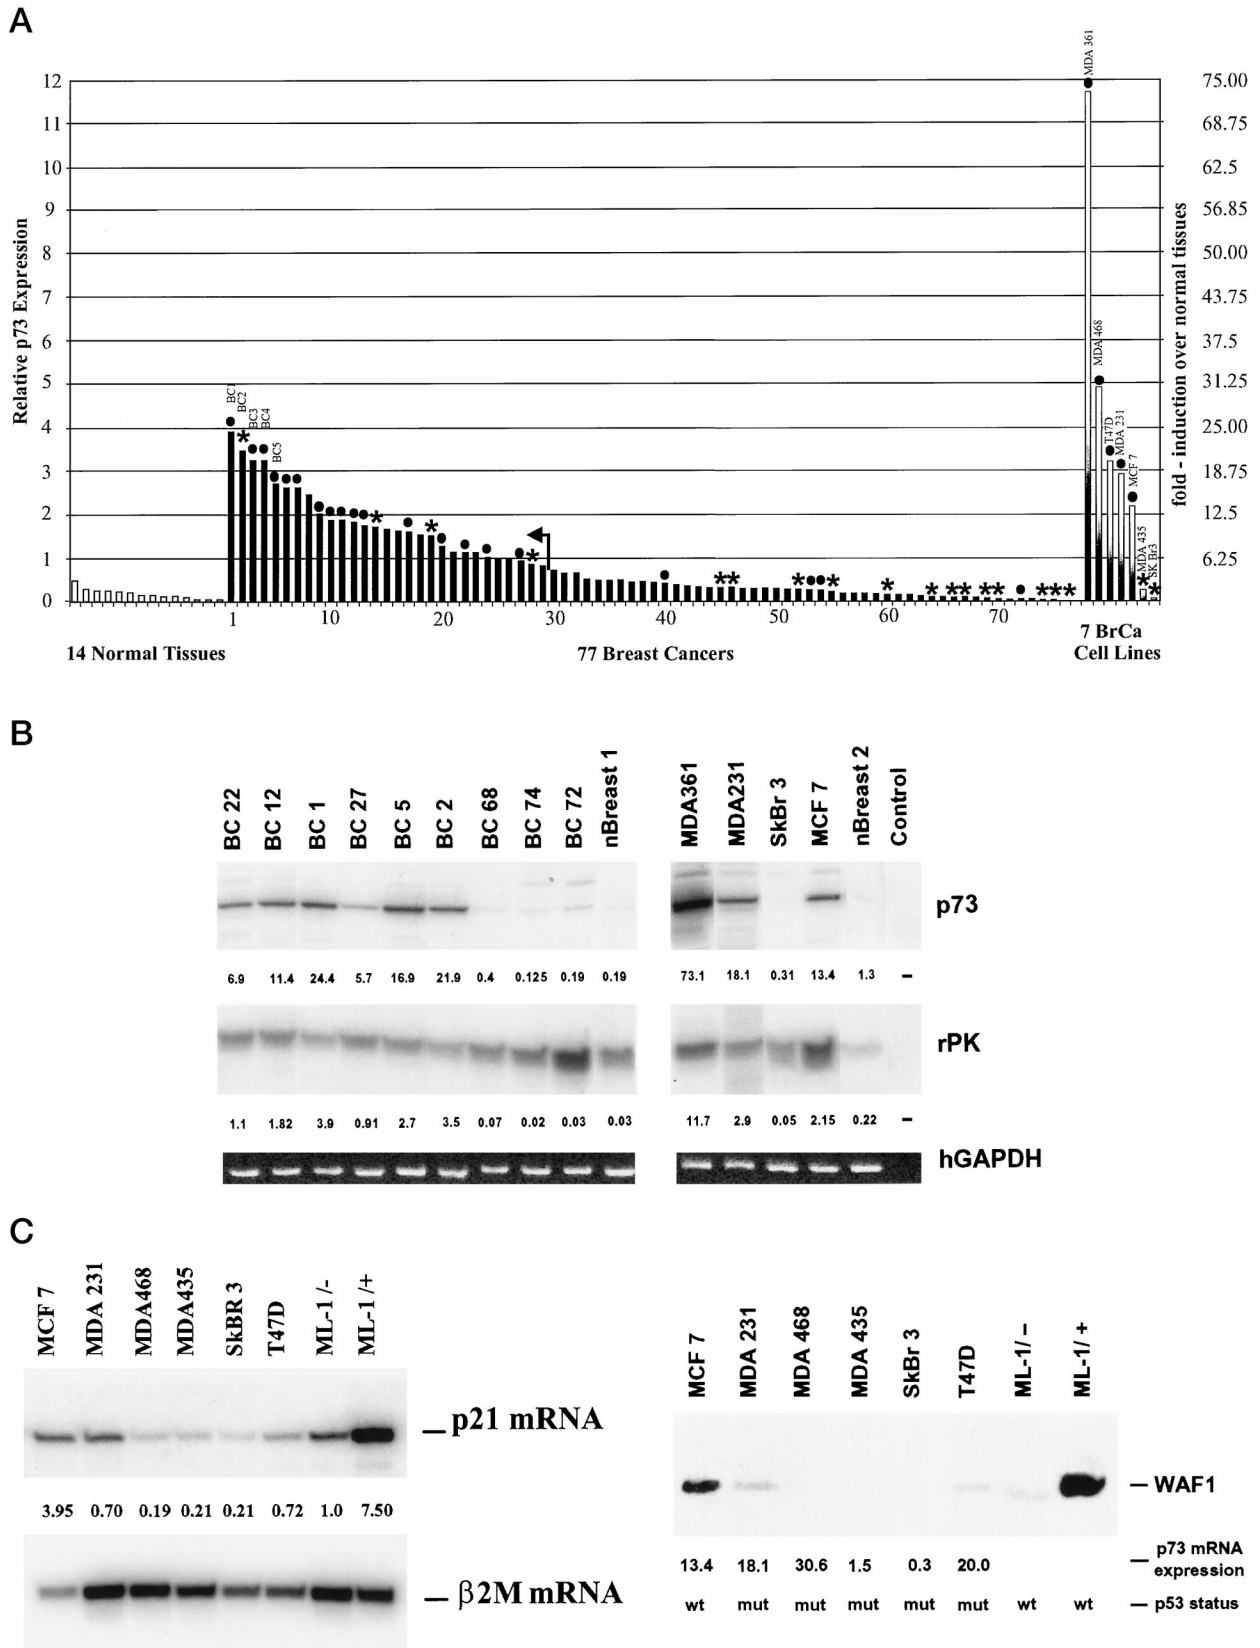 A
MDA 361
12
75.00
11
68.75
10
62.5
9
56.85
8
50.00
7
43.75
6
37.5
5
31.25
4
25.00
3
18.75
2
12.5
1
6.25
0
Relative p73 Expression
fold - induction over normal tissues
BC1
BC2
BC3
BC4
BC5
MDA 468
T47D
MDA 231
MCF 7
MDA 435
SK Br3
1 10 20 30 40 50 60 70
14 Normal Tissues
77 Breast Cancers
7 BrCa
Cell Lines
B
BC 22 BC 12 BC 1 BC 27 BC 5 BC 2 BC 68 BC 74 BC 72 nBreast 1
MDA361 MDA231 SkBr 3 MCF 7 nBreast 2 Control
p73
6.9 11.4 24.4 5.7 16.9 21.9 0.4 0.125 0.19 0.19
73.1 18.1 0.31 13.4 1.3 –
rPK
1.1 1.82 3.9 0.91 2.7 3.5 0.07 0.02 0.03 0.03
11.7 2.9 0.05 2.15 0.22 –
hGAPDH
C
MCF 7 MDA 231 MDA468 MDA435 SkBR 3 T47D ML-1 /- ML-1 /+
p21 mRNA
3.95 0.70 0.19 0.21 0.21 0.72 1.0 7.50
β2M mRNA
MCF 7 MDA 231 MDA 468 MDA 435 SkBr 3 T47D ML-1/ – ML-1/ +
WAF1
13.4 18.1 30.6 1.5 0.3 20.0
p73 mRNA
expression
wt mut mut mut mut mut wt wt
p53 status